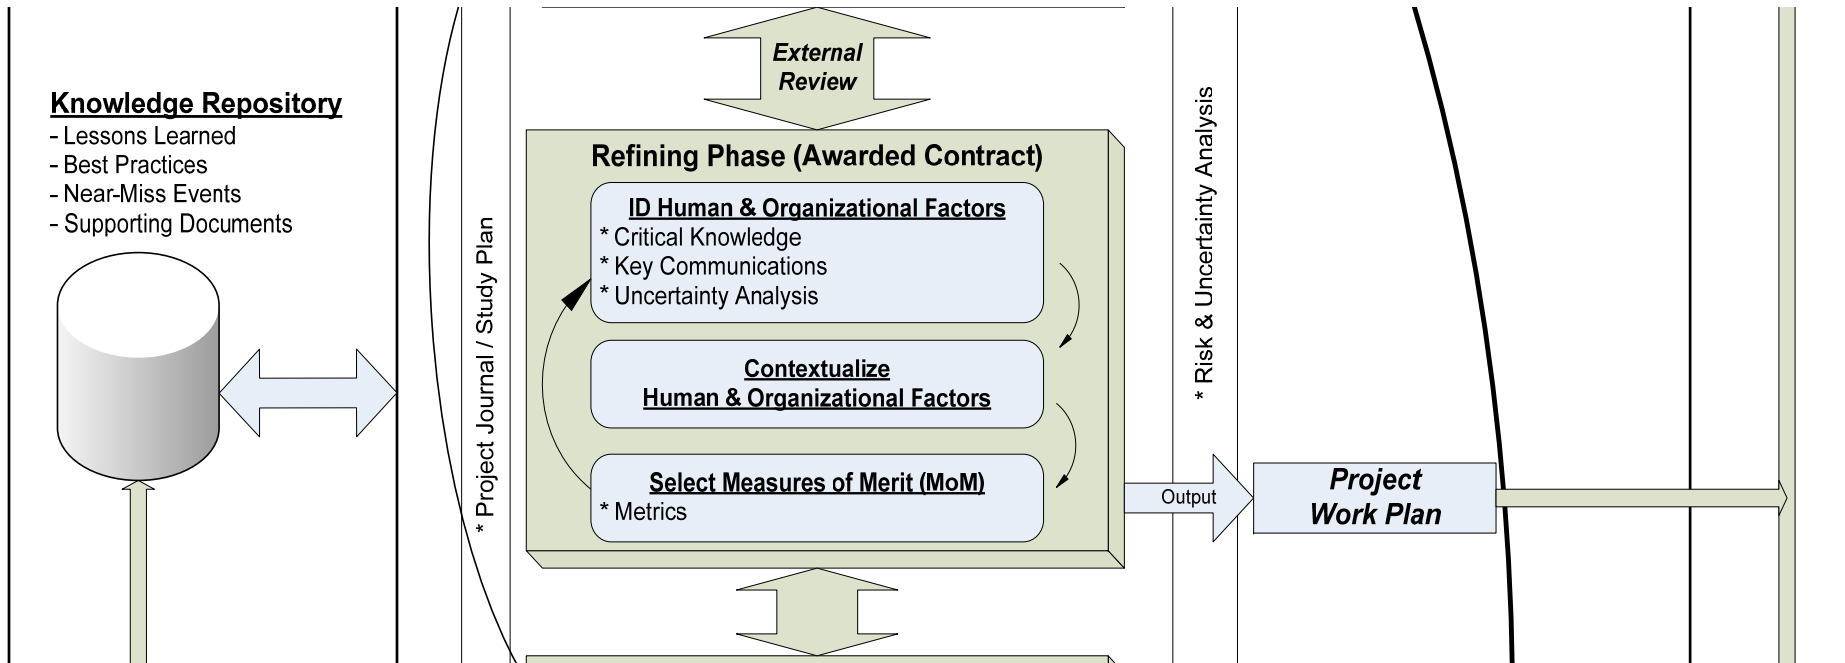 External
Review
Knowledge Repository
- Lessons Learned
- Best Practices
- Near-Miss Events
- Supporting Documents
* Project Journal / Study Plan
Refining Phase (Awarded Contract)
ID Human & Organizational Factors
* Critical Knowledge
* Key Communications
* Uncertainty Analysis
Contextualize
Human & Organizational Factors
Select Measures of Merit (MoM)
* Metrics
* Risk & Uncertainty Analysis
Output
Project
Work Plan